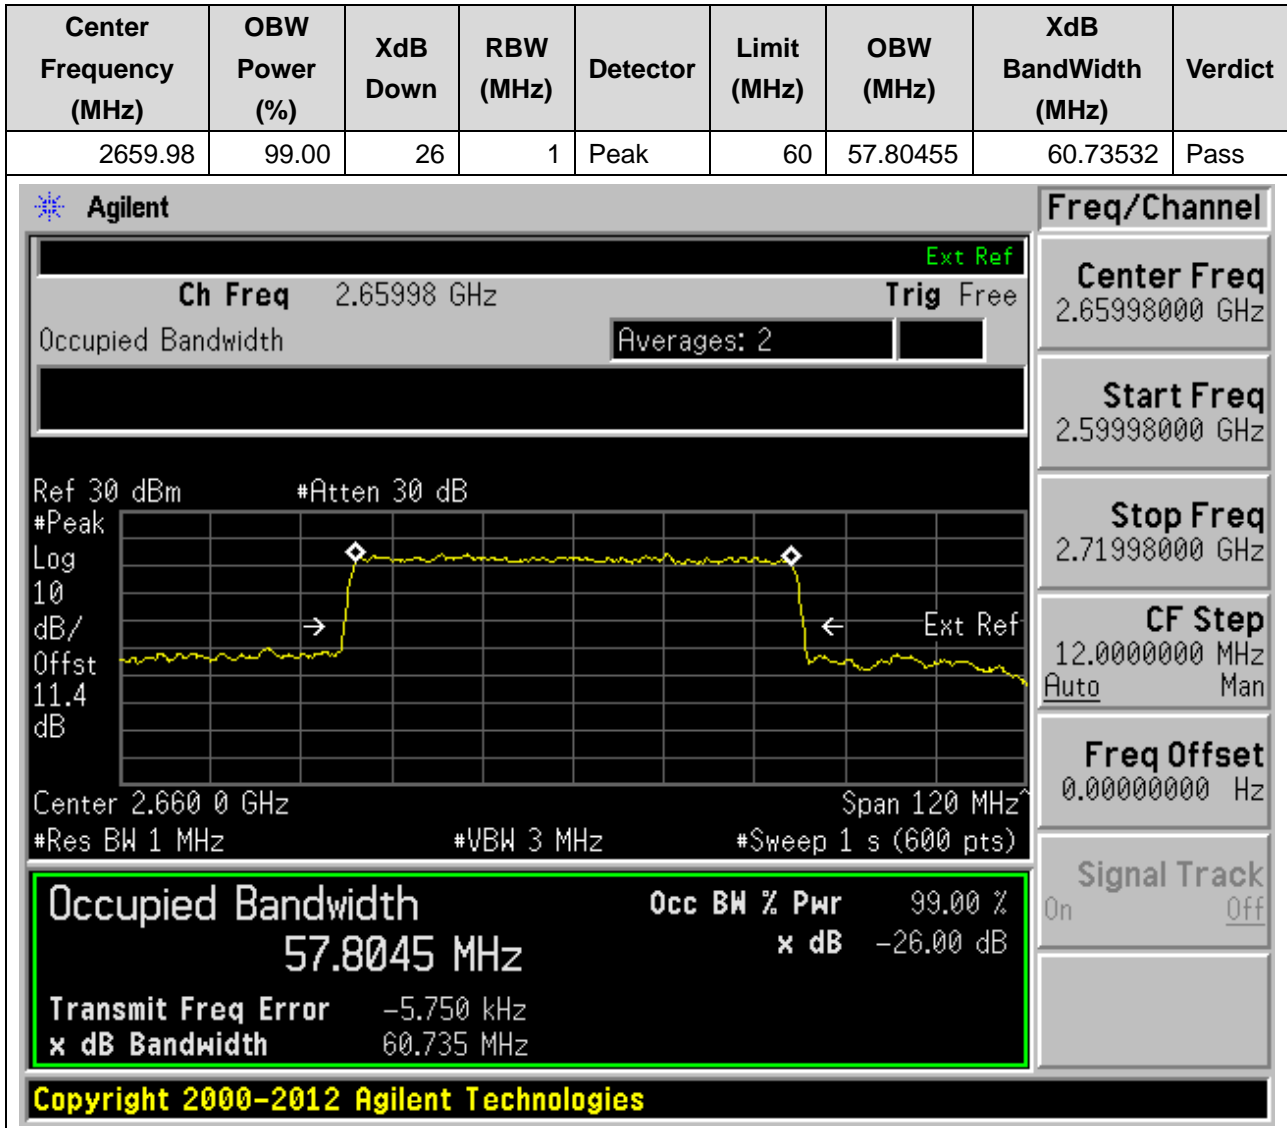 Center Frequency (MHz) OBW Power (%) XdB Down RBW (MHz) Detector Limit (MHz) OBW (MHz) XdB BandWidth (MHz) Verdict
2659.98 99.00 26 1 Peak 60 57.80455 60.73532 Pass
Agilent
Freq/Channel
Ext Ref
Ch Freq 2.65998 GHz Trig Free
Occupied Bandwidth Averages: 2
Ref 30 dBm #Atten 30 dB
#Peak
Log
10
dB/
Offst
11.4
dB
Ext Ref
Center 2.660 0 GHz Span 120 MHz^
#Res BW 1 MHz #VBW 3 MHz #Sweep 1 s (600 pts)
Occupied Bandwidth
57.8045 MHz
Occ BW % Pwr 99.00 %
x dB -26.00 dB
Transmit Freq Error -5.750 kHz
x dB Bandwidth 60.735 MHz
Center Freq
2.65998000 GHz
Start Freq
2.59998000 GHz
Stop Freq
2.71998000 GHz
CF Step
12.0000000 MHz
Auto Man
Freq Offset
0.00000000 Hz
Signal Track
On Off
Copyright 2000-2012 Agilent Technologies